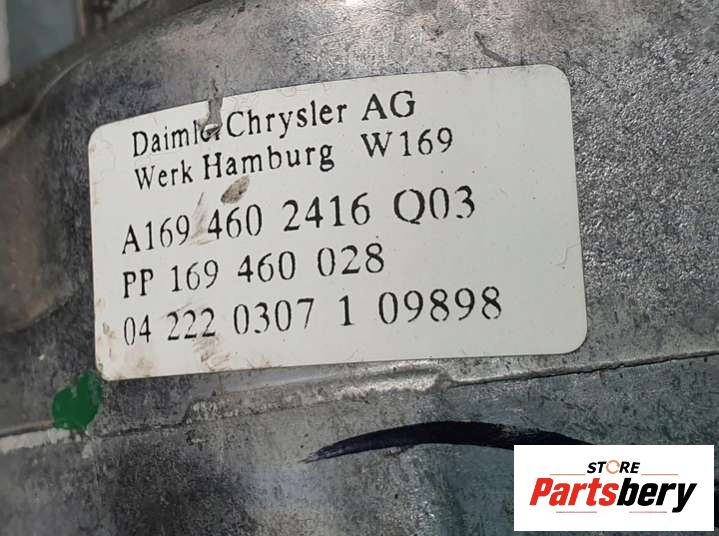 DaimlerChrysler AG
Werk Hamburg W169
A169 460 2416 Q03
PP 169 460 028
04 222 0307 1 09898
STORE
Partsbery